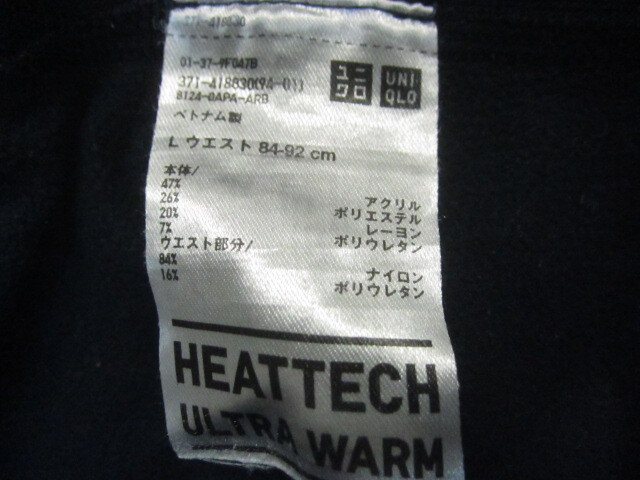 371-418030
01-37-9F047B
371-418030(94-01)
8124-0APA-ARB
ユニクロ
UNIQLO
ベトナム製
L ウエスト 84-92 cm
本体/
47% アクリル
26% ポリエステル
20% レーヨン
7% ポリウレタン
ウエスト部分/
84% ナイロン
16% ポリウレタン
HEATTECH
ULTRA WARM